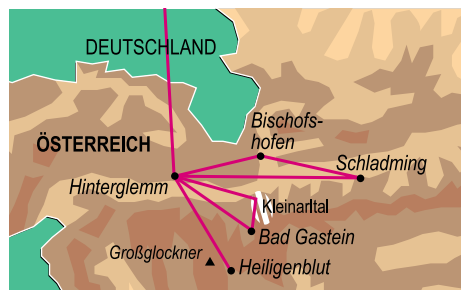 DEUTSCHLAND
Bischofs-
hofen
ÖSTERREICH
Schladming
Hinterglemm
Kleinarltal
Bad Gastein
Großglockner
Heiligenblut